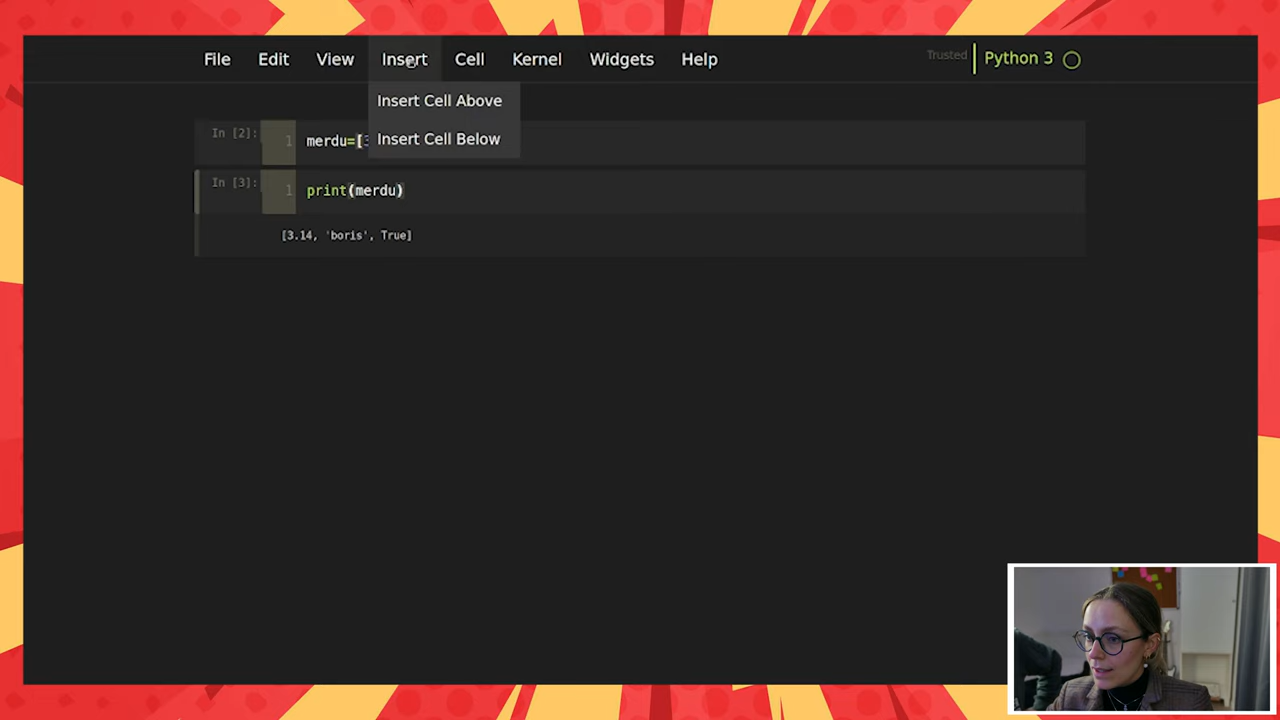 File Edit View Insert Cell Kernel Widgets Help Trusted Python 3
Insert Cell Above
Insert Cell Below
In [2]: 1 merdu=[3
In [3]: 1 print(merdu)
[3.14, 'boris', True]